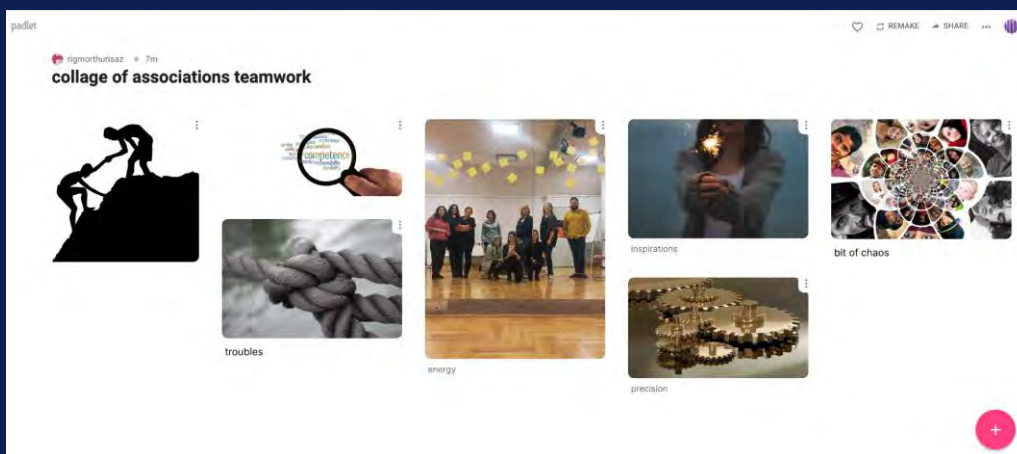 padlet
REMAKE
SHARE
rigmorthurisaz 7m
collage of associations teamwork
competence
troubles
energy
inspirations
precision
bit of chaos